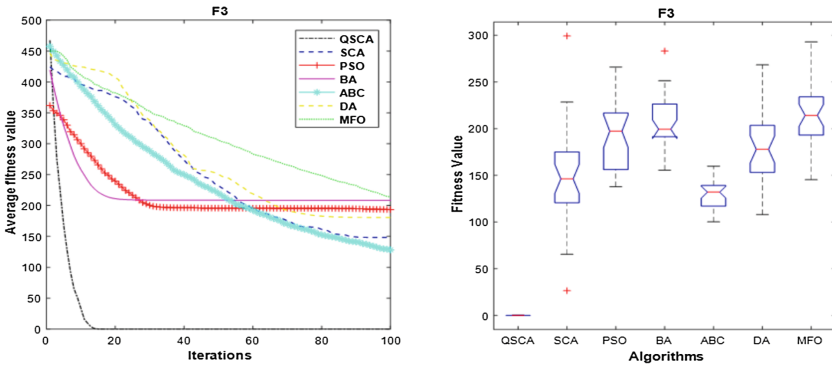 F3
500
450
400
350
300
250
200
150
100
50
0
Average fitness value
0
20
40
60
80
100
Iterations
QSCA
SCA
PSO
BA
ABC
DA
MFO
F3
300
250
200
150
100
50
0
Fitness Value
QSCA SCA PSO BA ABC DA MFO
Algorithms